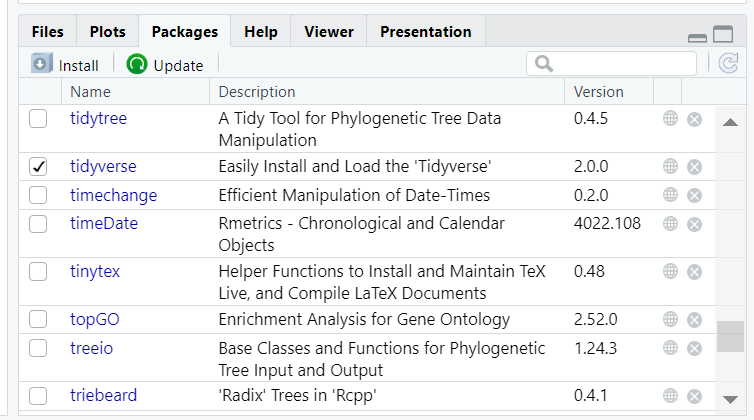 Files Plots Packages Help Viewer Presentation
Install Update
Name Description Version
tidytree A Tidy Tool for Phylogenetic Tree Data 0.4.5
Manipulation
tidyverse Easily Install and Load the 'Tidyverse' 2.0.0
timechange Efficient Manipulation of Date-Times 0.2.0
timeDate Rmetrics - Chronological and Calendar 4022.108
Objects
tinytex Helper Functions to Install and Maintain TeX 0.48
Live, and Compile LaTeX Documents
topGO Enrichment Analysis for Gene Ontology 2.52.0
treeio Base Classes and Functions for Phylogenetic 1.24.3
Tree Input and Output
triebeard 'Radix' Trees in 'Rcpp' 0.4.1